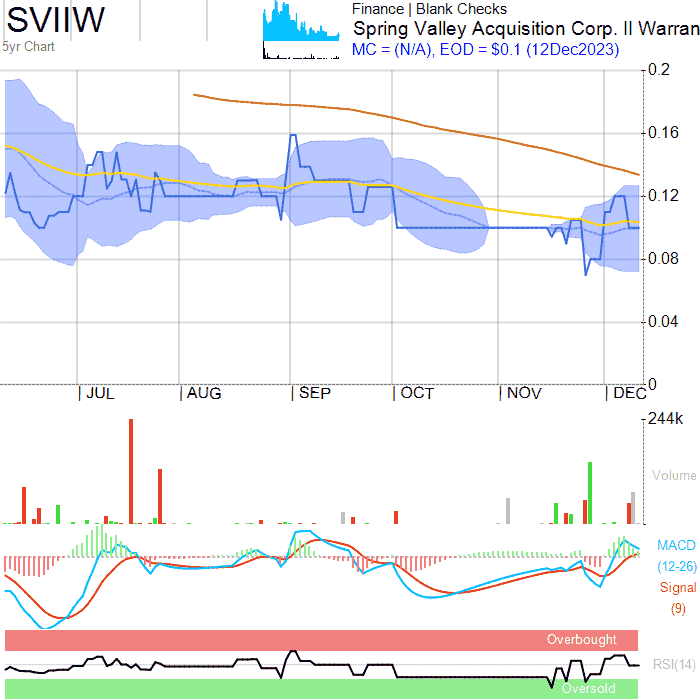 SVIIW
5yr Chart
Finance | Blank Checks
Spring Valley Acquisition Corp. II Warran
MC = (N/A), EOD = $0.1 (12Dec2023)
0.2
0.16
0.12
0.08
0.04
0
| JUL | AUG | SEP | OCT | NOV | DEC
244k
Volume
MACD
(12-26)
Signal
(9)
Overbought
RSI(14)
Oversold